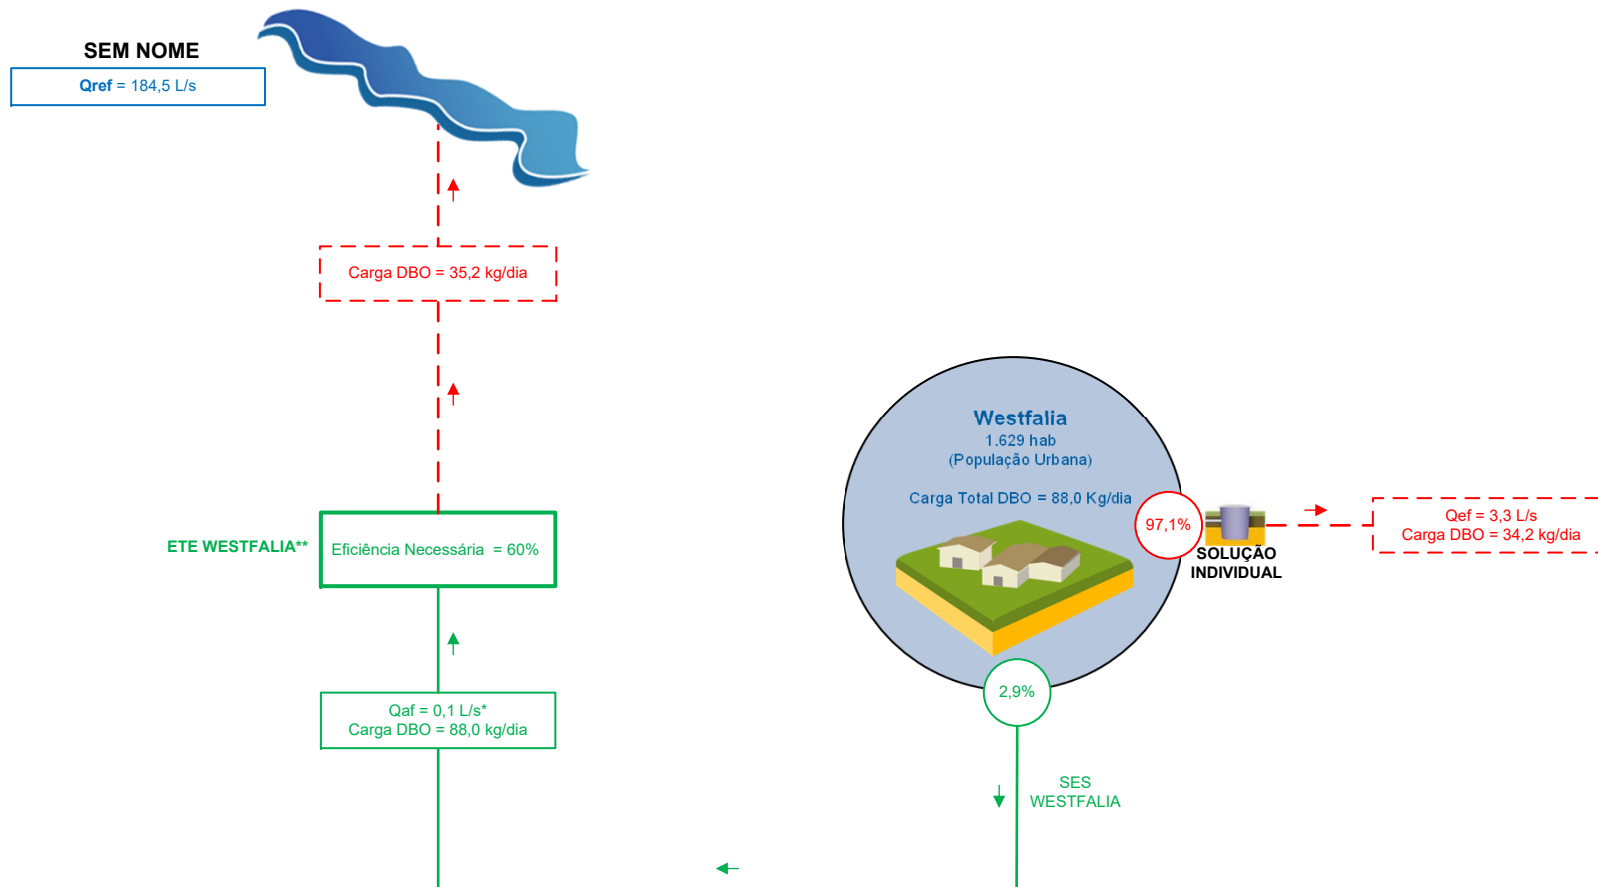 SEM NOME
Qref = 184,5 L/s
Carga DBO = 35,2 kg/dia
ETE WESTFALIA**
Eficiência Necessária = 60%
Qaf = 0,1 L/s*
Carga DBO = 88,0 kg/dia
Westfalia
1.629 hab
(População Urbana)
Carga Total DBO = 88,0 Kg/dia
97,1%
SOLUÇÃO
INDIVIDUAL
Qef = 3,3 L/s
Carga DBO = 34,2 kg/dia
2,9%
SES
WESTFALIA